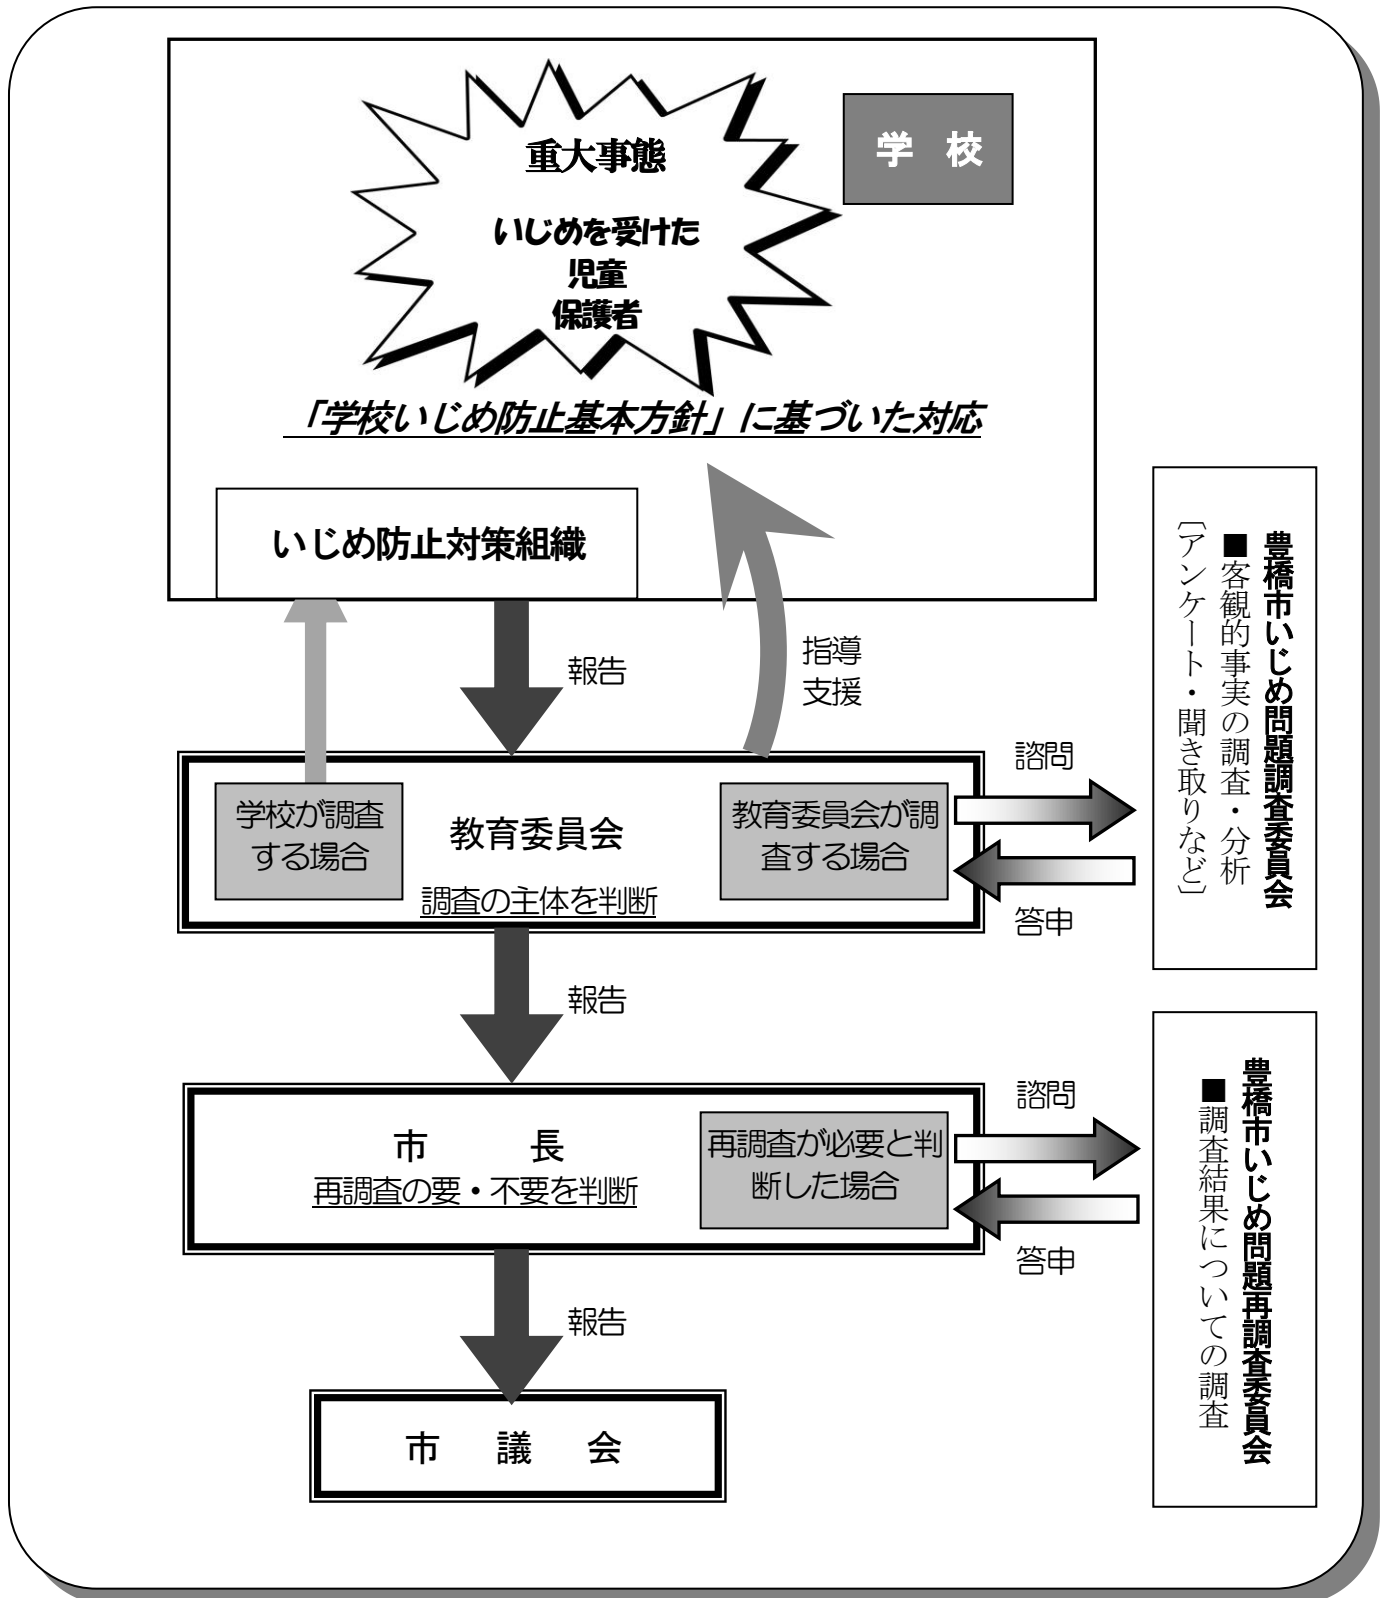 学　校
重大事態
いじめを受けた
児童
保護者
「学校いじめ防止基本方針」に基づいた対応
いじめ防止対策組織
報告
指導
支援
学校が調査
する場合
教育委員会
調査の主体を判断
教育委員会が調
査する場合
諮問
答申
豊橋市いじめ問題調査委員会
■客観的事実の調査・分析
〔アンケート・聞き取りなど〕
報告
市　長
再調査の要・不要を判断
再調査が必要と判
断した場合
諮問
答申
豊橋市いじめ問題再調査委員会
■調査結果についての調査
報告
市　議　会